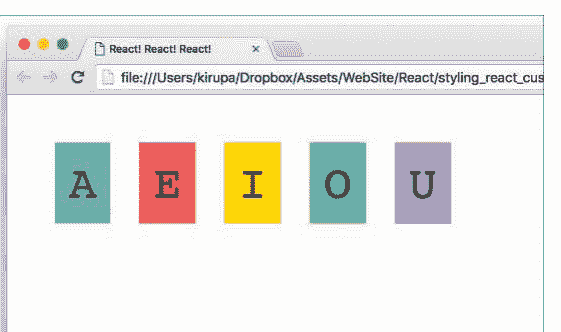 React! React! React!
file:///Users/kirupa/Dropbox/Assets/WebSite/React/styling_react_cus
A E I O U